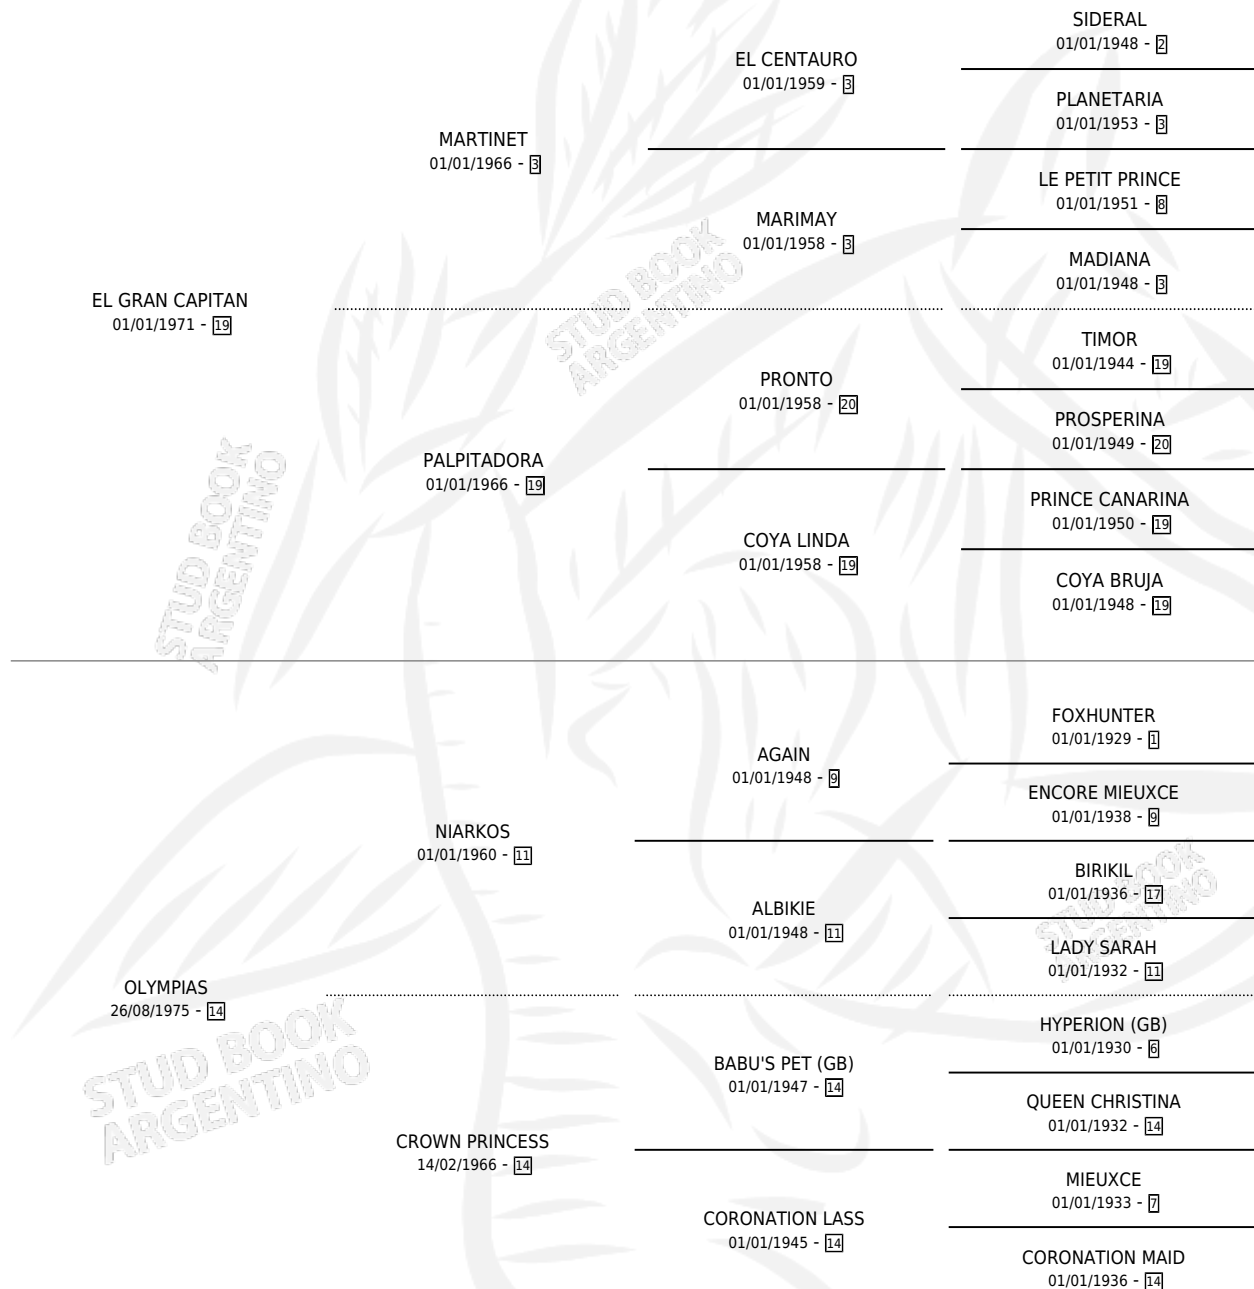 SIDERAL
01/01/1948 - 2
EL CENTAURO
01/01/1959 - 3
PLANETARIA
01/01/1953 - 3
MARTINET
01/01/1966 - 3
LE PETIT PRINCE
01/01/1951 - 8
MARIMAY
01/01/1958 - 3
MADIANA
01/01/1948 - 3
EL GRAN CAPITAN
01/01/1971 - 19
STUD BOOK
ARGENTINO
TIMOR
01/01/1944 - 19
PRONTO
01/01/1958 - 20
PROSPERINA
01/01/1949 - 20
PALPITADORA
01/01/1966 - 19
PRINCE CANARINA
01/01/1950 - 19
COYA LINDA
01/01/1958 - 19
COYA BRUJA
01/01/1948 - 19
STUD BOOK
ARGENTINO
FOXHUNTER
01/01/1929 - 1
AGAIN
01/01/1948 - 9
ENCORE MIEUXCE
01/01/1938 - 9
NIARKOS
01/01/1960 - 11
BIRIKIL
01/01/1936 - 17
ALBIKIE
01/01/1948 - 11
LADY SARAH
01/01/1932 - 11
STUD BOOK
ARGENTINO
OLYMPIAS
26/08/1975 - 14
HYPERION (GB)
01/01/1930 - 6
BABU'S PET (GB)
01/01/1947 - 14
QUEEN CHRISTINA
01/01/1932 - 14
STUD BOOK
ARGENTINO
CROWN PRINCESS
14/02/1966 - 14
MIEUXCE
01/01/1933 - 7
CORONATION LASS
01/01/1945 - 14
CORONATION MAID
01/01/1936 - 14